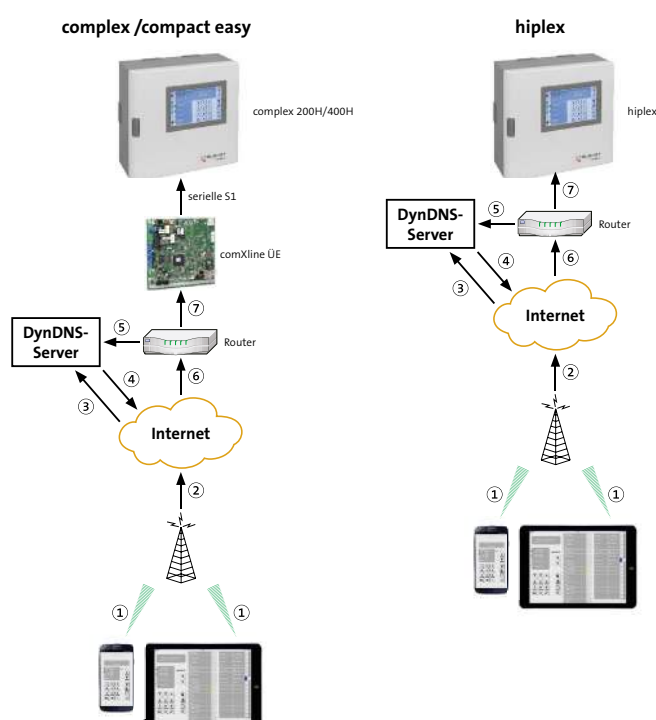 complex /compact easy
complex 200H/400H
serielle S1
comXline ÜE
7
DynDNS-
Server
5
Router
4
3
6
Internet
2
1
1
hiplex
hiplex
7
DynDNS-
Server
5
Router
4
3
6
Internet
2
1
1